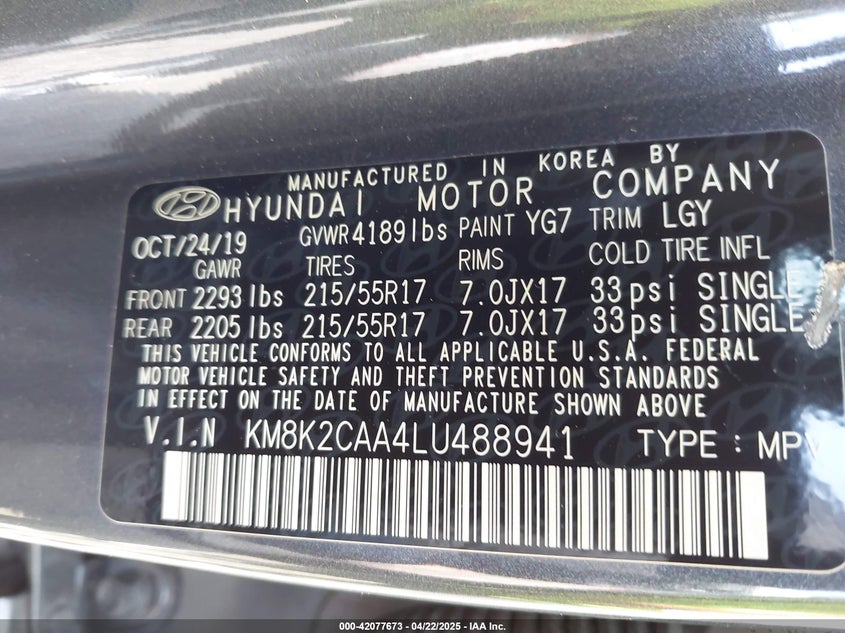 MANUFACTURED IN KOREA BY
HYUNDAI MOTOR COMPANY
OCT/24/19 GVWR 4189 lbs PAINT YG7 TRIM LGY
GAWR TIRES RIMS COLD TIRE INFL
FRONT 2293 lbs 215/55R17 7.0JX17 33 psi SINGLE
REAR 2205 lbs 215/55R17 7.0JX17 33 psi SINGLE
THIS VEHICLE CONFORMS TO ALL APPLICABLE U.S.A. FEDERAL
MOTOR VEHICLE SAFETY AND THEFT PREVENTION STANDARDS
IN EFFECT ON THE DATE OF MANUFACTURE SHOWN ABOVE
V.I.N KM8K2CAA4LU488941 TYPE : MPV
000-42077673 - 04/22/2025 - IAA Inc.